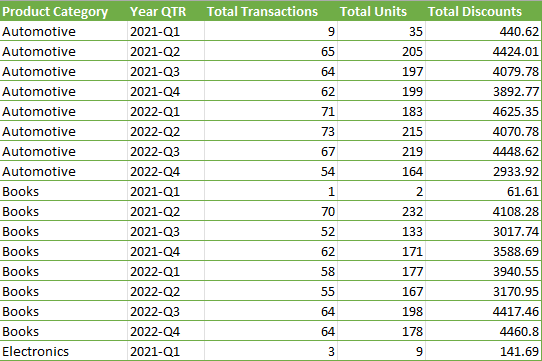 Product Category Year QTR Total Transactions Total Units Total Discounts
Automotive 2021-Q1 9 35 440.62
Automotive 2021-Q2 65 205 4424.01
Automotive 2021-Q3 64 197 4079.78
Automotive 2021-Q4 62 199 3892.77
Automotive 2022-Q1 71 183 4625.35
Automotive 2022-Q2 73 215 4070.78
Automotive 2022-Q3 67 219 4448.62
Automotive 2022-Q4 54 164 2933.92
Books 2021-Q1 1 2 61.61
Books 2021-Q2 70 232 4108.28
Books 2021-Q3 52 133 3017.74
Books 2021-Q4 62 171 3588.69
Books 2022-Q1 58 177 3940.55
Books 2022-Q2 55 167 3170.95
Books 2022-Q3 64 198 4417.46
Books 2022-Q4 64 178 4460.8
Electronics 2021-Q1 3 9 141.69